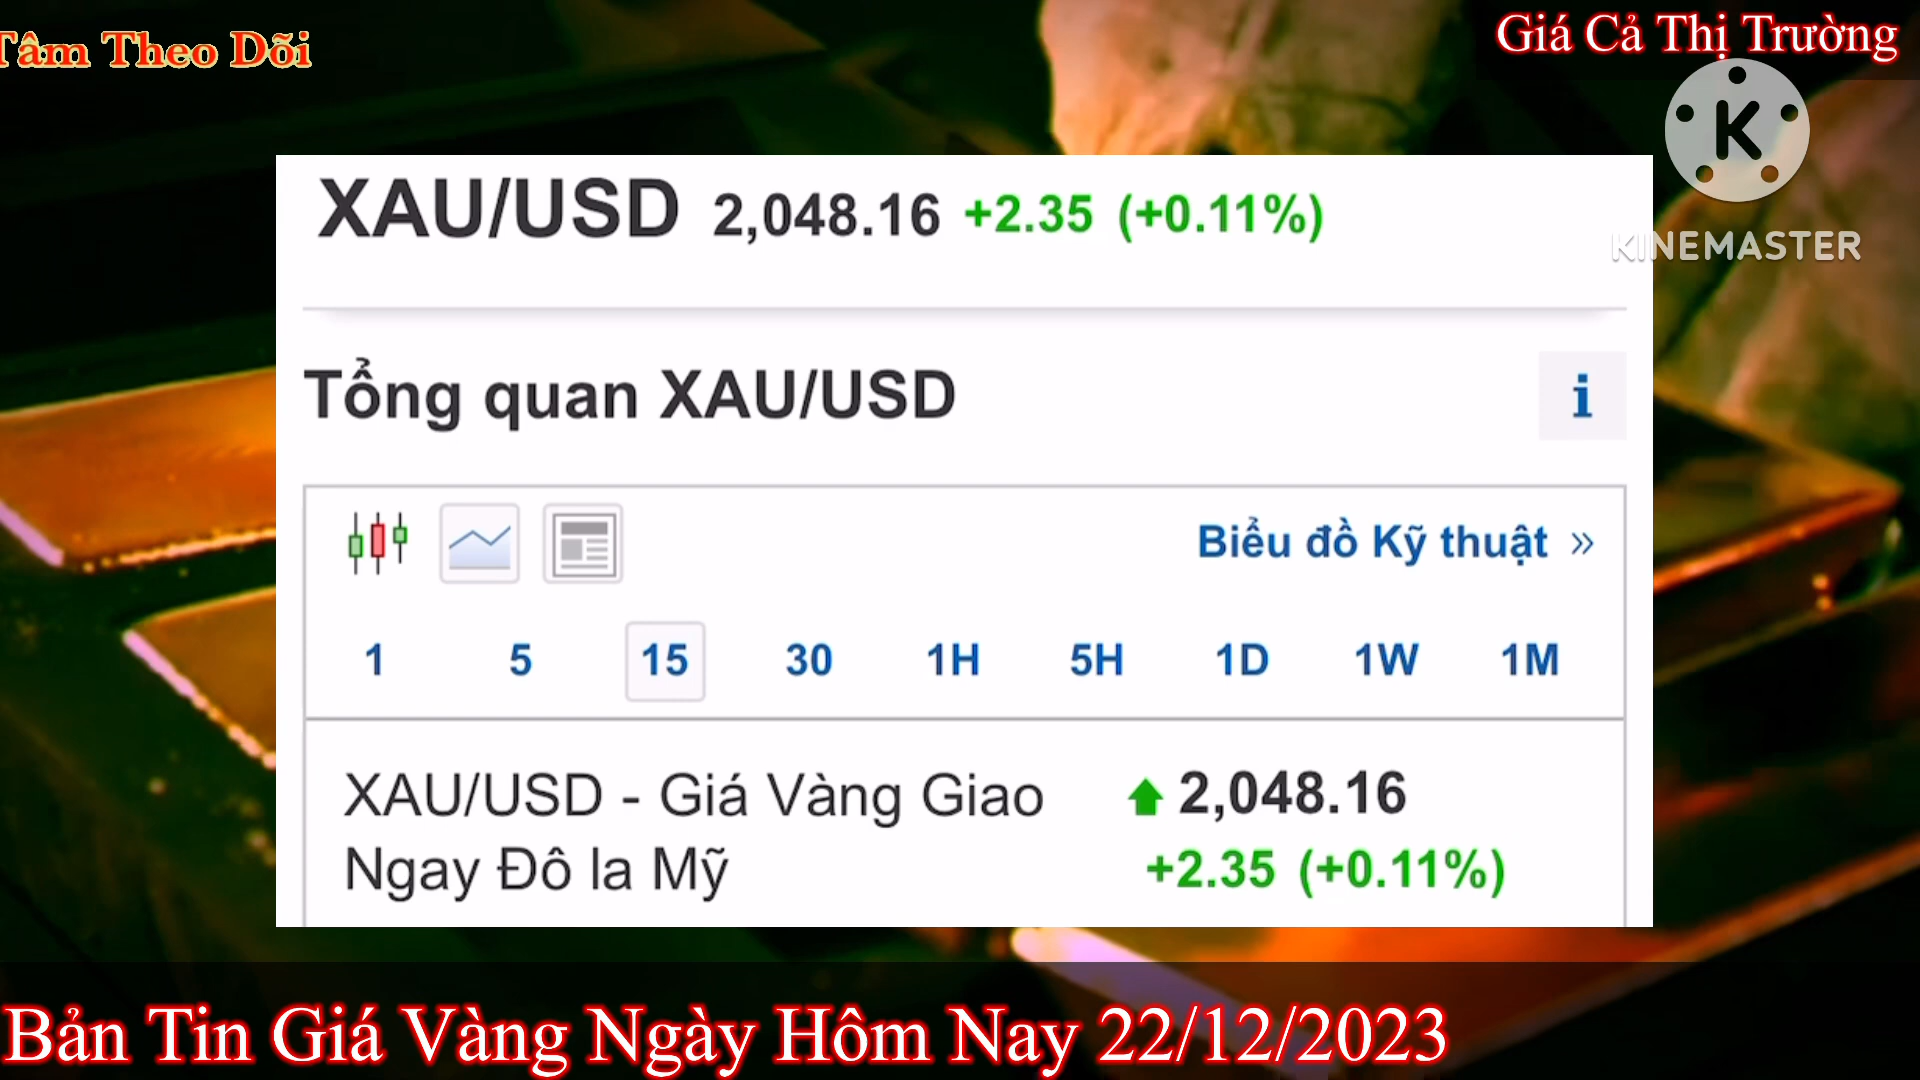 Tâm Theo Dõi
Giá Cả Thị Trường
K
KINEMASTER
XAU/USD 2,048.16 +2.35 (+0.11%)
Tổng quan XAU/USD
i
Biểu đồ Kỹ thuật »
1 5 15 30 1H 5H 1D 1W 1M
XAU/USD - Giá Vàng Giao 2,048.16
Ngay Đô la Mỹ +2.35 (+0.11%)
Bản Tin Giá Vàng Ngày Hôm Nay 22/12/2023